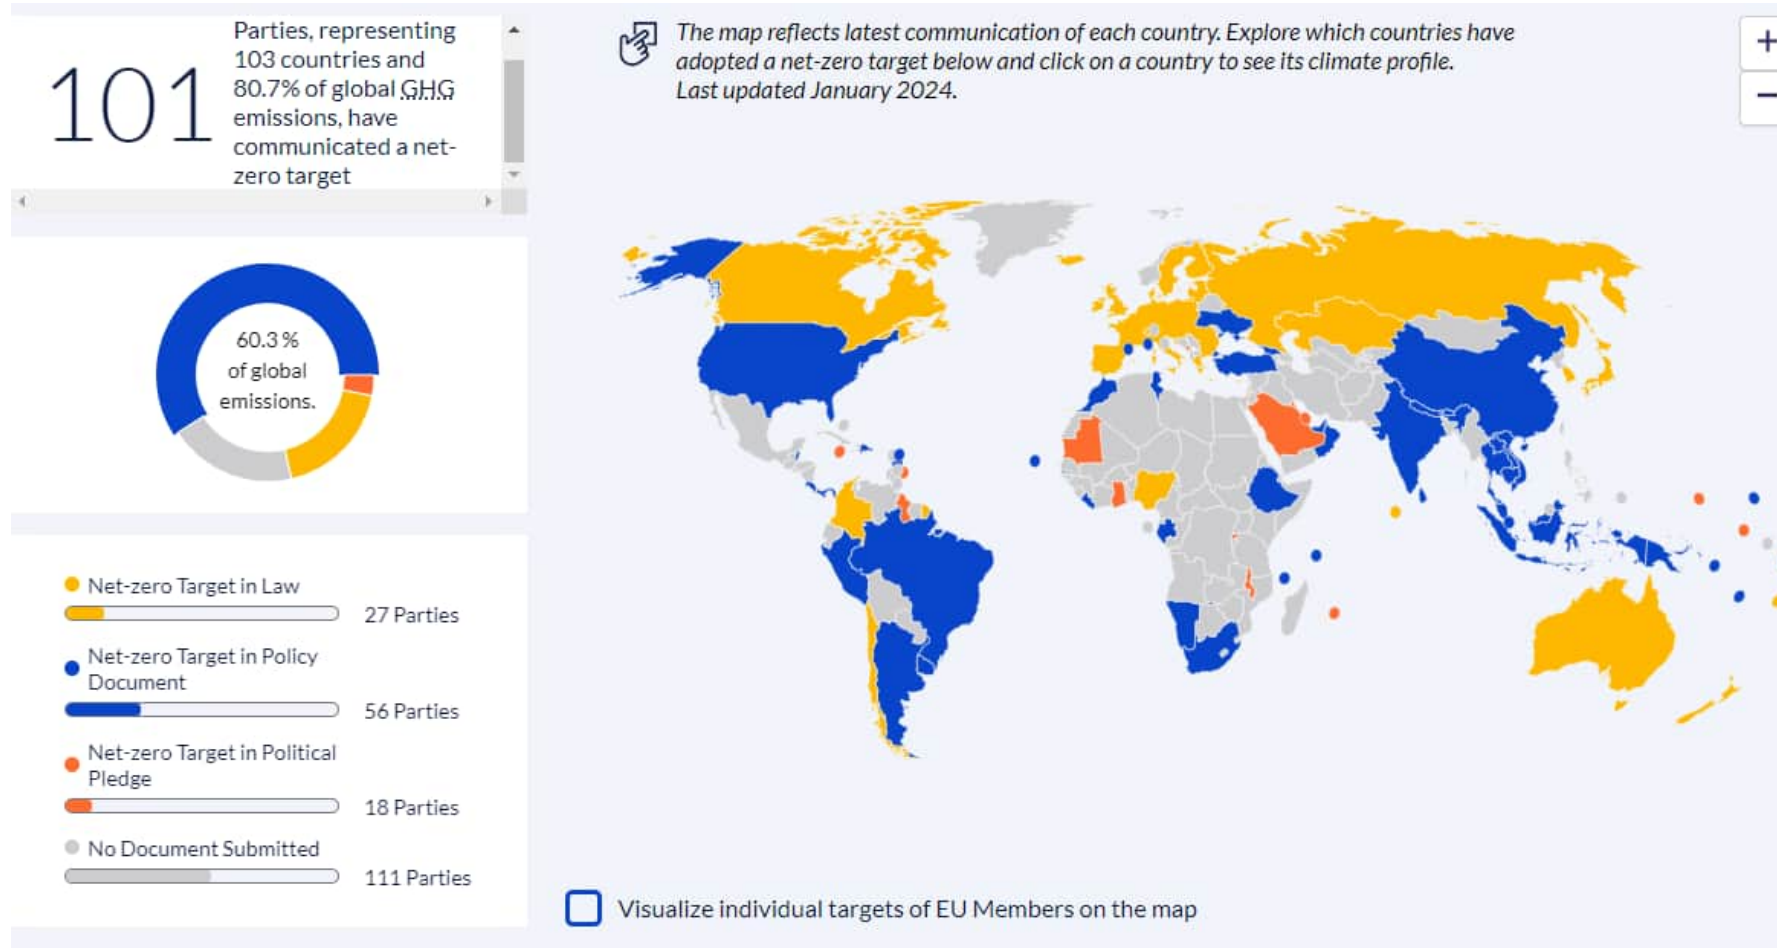 101
Parties, representing
103 countries and
80.7% of global GHG
emissions, have
communicated a net-
zero target
The map reflects latest communication of each country. Explore which countries have
adopted a net-zero target below and click on a country to see its climate profile.
Last updated January 2024.
+
−
60.3 %
of global
emissions.
Net-zero Target in Law
27 Parties
Net-zero Target in Policy
Document
56 Parties
Net-zero Target in Political
Pledge
18 Parties
No Document Submitted
111 Parties
Visualize individual targets of EU Members on the map